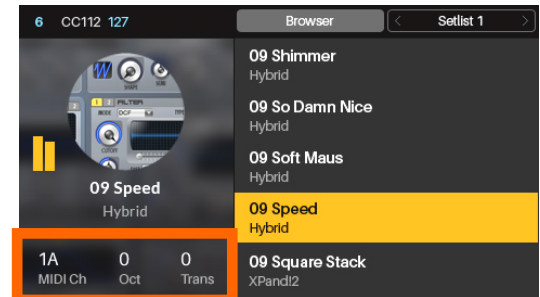 6 CC112 127
Browser
< Setlist 1 >
09 Speed
Hybrid
1A 0 0
MIDI Ch Oct Trans
09 Shimmer
Hybrid
09 So Damn Nice
Hybrid
09 Soft Maus
Hybrid
09 Speed
Hybrid
09 Square Stack
XPand!2